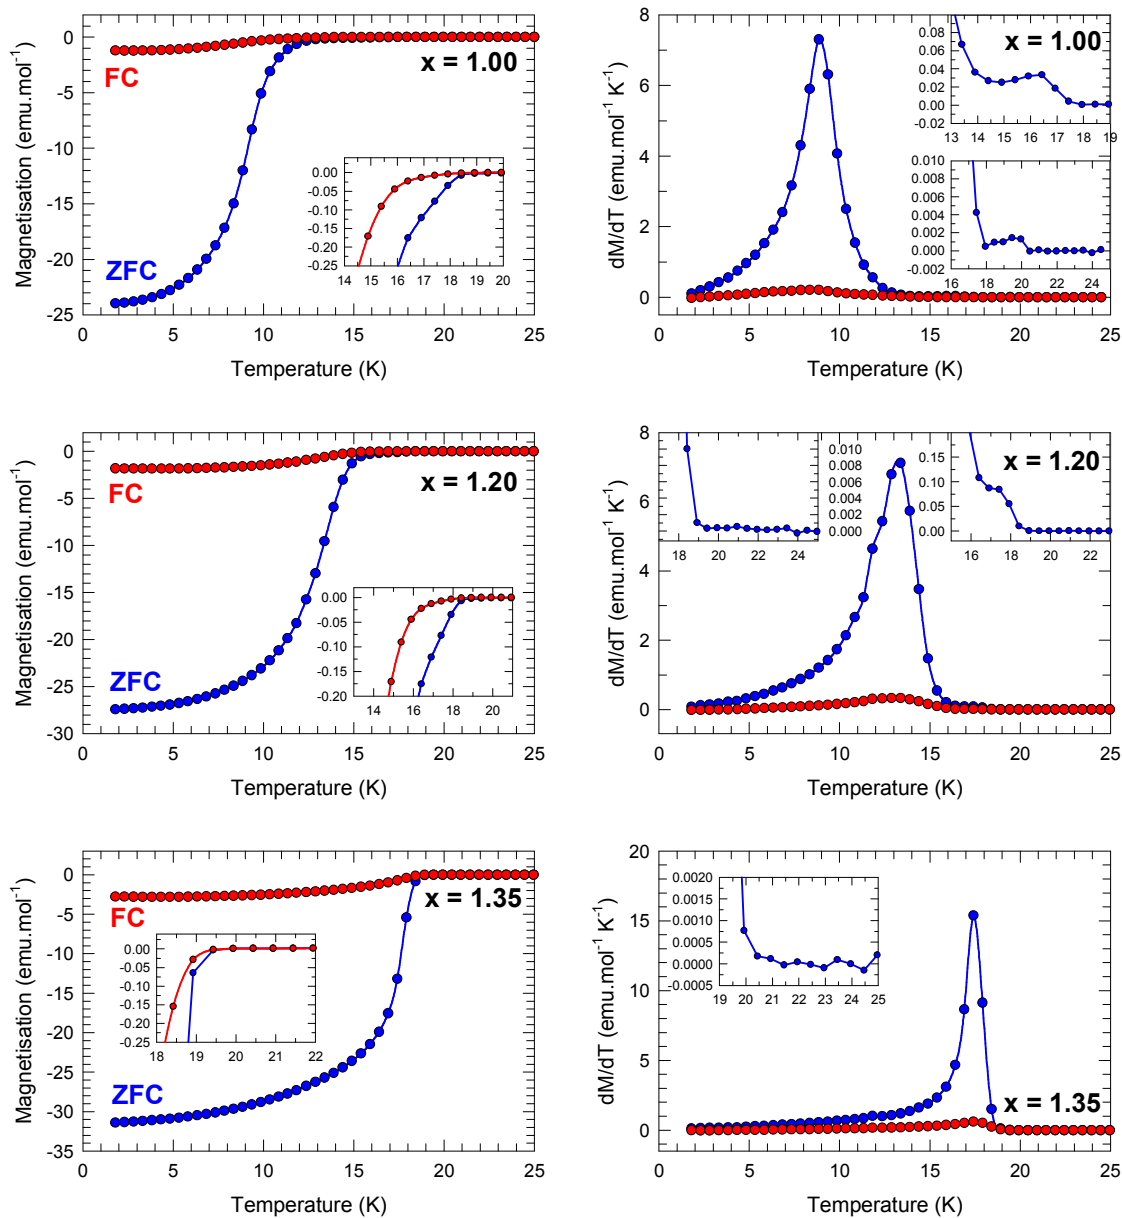 0
-5
-10
-15
-20
-25
0 5 10 15 20 25
Temperature (K)
Magnetisation (emu.mol⁻¹)
FC
ZFC
x = 1.00
0.00
-0.05
-0.10
-0.15
-0.20
-0.25
14 15 16 17 18 19 20
8
6
4
2
0
0 5 10 15 20 25
Temperature (K)
dM/dT (emu.mol⁻¹ K⁻¹)
x = 1.00
0.08
0.06
0.04
0.02
0.00
-0.02
13 14 15 16 17 18 19
0.010
0.008
0.006
0.004
0.002
0.000
-0.002
16 18 20 22 24
0
-5
-10
-15
-20
-25
-30
0 5 10 15 20 25
Temperature (K)
Magnetisation (emu.mol⁻¹)
FC
ZFC
x = 1.20
0.00
-0.05
-0.10
-0.15
-0.20
14 16 18 20
8
6
4
2
0
0 5 10 15 20 25
Temperature (K)
dM/dT (emu.mol⁻¹ K⁻¹)
x = 1.20
0.010
0.008
0.006
0.004
0.002
0.000
18 20 22 24
0.15
0.10
0.05
0.00
16 18 20 22
0
-5
-10
-15
-20
-25
-30
-35
0 5 10 15 20 25
Temperature (K)
Magnetisation (emu.mol⁻¹)
FC
ZFC
x = 1.35
0.00
-0.05
-0.10
-0.15
-0.20
-0.25
18 19 20 21 22
20
15
10
5
0
0 5 10 15 20 25
Temperature (K)
dM/dT (emu.mol⁻¹ K⁻¹)
x = 1.35
0.0020
0.0015
0.0010
0.0005
0.0000
-0.0005
19 20 21 22 23 24 25